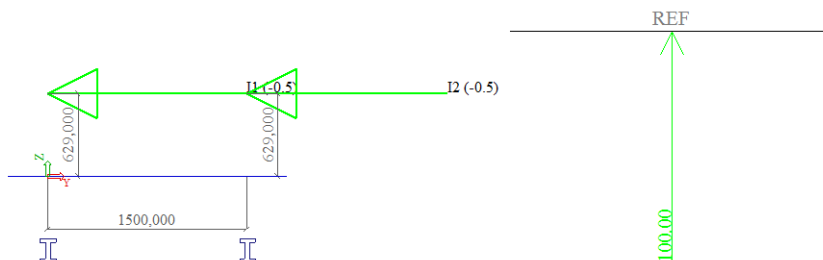 REF
I1 (-0.5)
I2 (-0.5)
629,000
629,000
Z
Y
1500,000
100.00